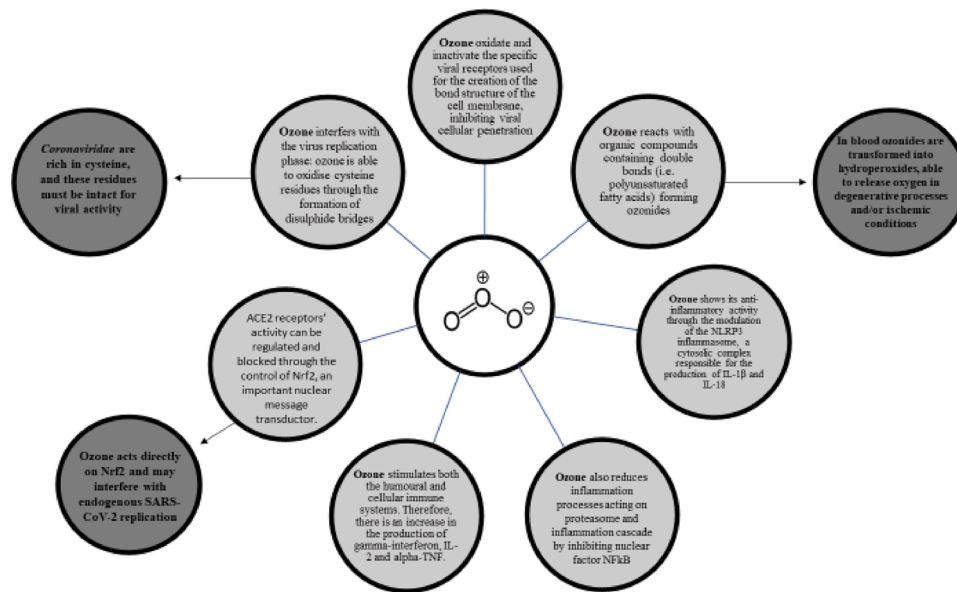 Ozone oxidate and
inactivate the specific
viral receptors used
for the creation of the
bond structure of the
cell membrane,
inhibiting viral
cellular penetration
Ozone interfers with
the virus replication
phase: ozone is able
to oxidise cysteine
residues through the
formation of
disulphide bridges
Ozone reacts with
organic compounds
containing double
bonds (i.e.
polyunsaturated
fatty acids) forming
ozonides
Coronaviridae are
rich in cysteine,
and these residues
must be intact for
viral activity
In blood ozonides are
transformed into
hydroperoxides, able
to release oxygen in
degenerative processes
and/or ischemic
conditions
O O⊕ O⊖
ACE2 receptors'
activity can be
regulated and
blocked through the
control of Nrf2, an
important nuclear
message
transductor.
Ozone shows its anti-
inflammatory activity
through the modulation
of the NLRP3
inflammasome, a
cytosolic complex
responsible for the
production of IL-1β and
IL-18
Ozone acts directly
on Nrf2 and may
interfere with
endogenous SARS-
CoV-2 replication
Ozone stimulates both
the humoural and
cellular immune
systems. Therefore,
there is an increase in
the production of
gamma-interferon, IL-
2 and alpha-TNF.
Ozone also reduces
inflammation
processes acting on
proteasome and
inflammation cascade
by inhibiting nuclear
factor NFkB